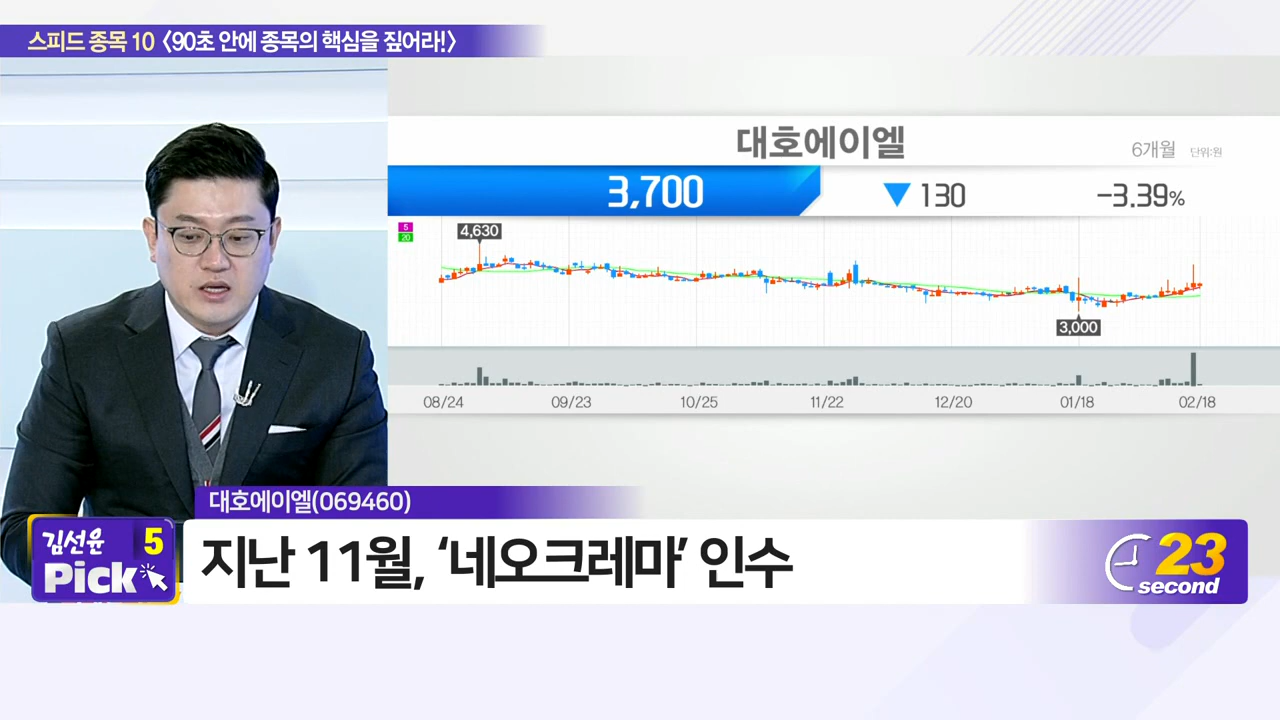 스피드 종목 10 〈90초 안에 종목의 핵심을 짚어라!〉
대호에이엘
6개월 단위:원
3,700 ▼ 130 -3.39%
5
20
4,630
3,000
08/24 09/23 10/25 11/22 12/20 01/18 02/18
대호에이엘(069460)
김선윤 5
Pick
지난 11월, ‘네오크레마’ 인수
23
second